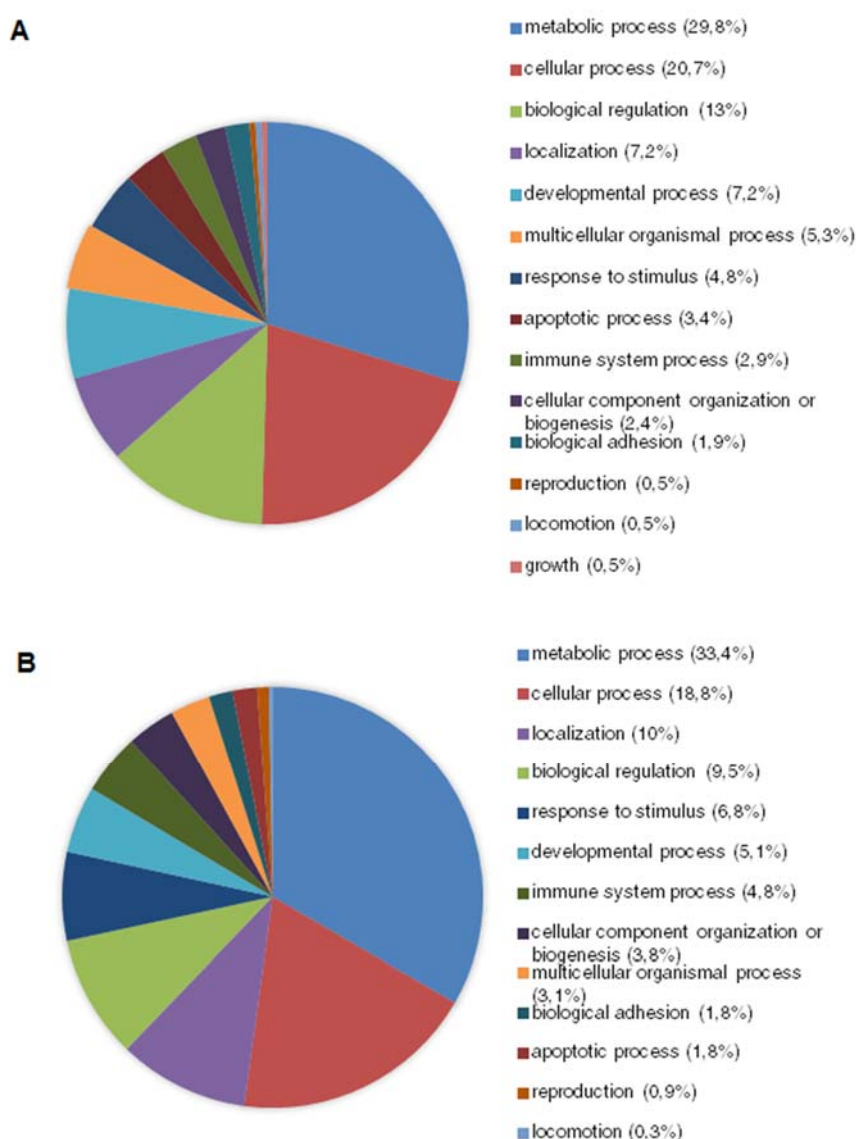 A
metabolic process (29,8%)
cellular process (20,7%)
biological regulation (13%)
localization (7,2%)
developmental process (7,2%)
multicellular organismal process (5,3%)
response to stimulus (4,8%)
apoptotic process (3,4%)
immune system process (2,9%)
cellular component organization or
biogenesis (2,4%)
biological adhesion (1,9%)
reproduction (0,5%)
locomotion (0,5%)
growth (0,5%)
B
metabolic process (33,4%)
cellular process (18,8%)
localization (10%)
biological regulation (9,5%)
response to stimulus (6,8%)
developmental process (5,1%)
immune system process (4,8%)
cellular component organization or
biogenesis (3,8%)
multicellular organismal process
(3,1%)
biological adhesion (1,8%)
apoptotic process (1,8%)
reproduction (0,9%)
locomotion (0,3%)